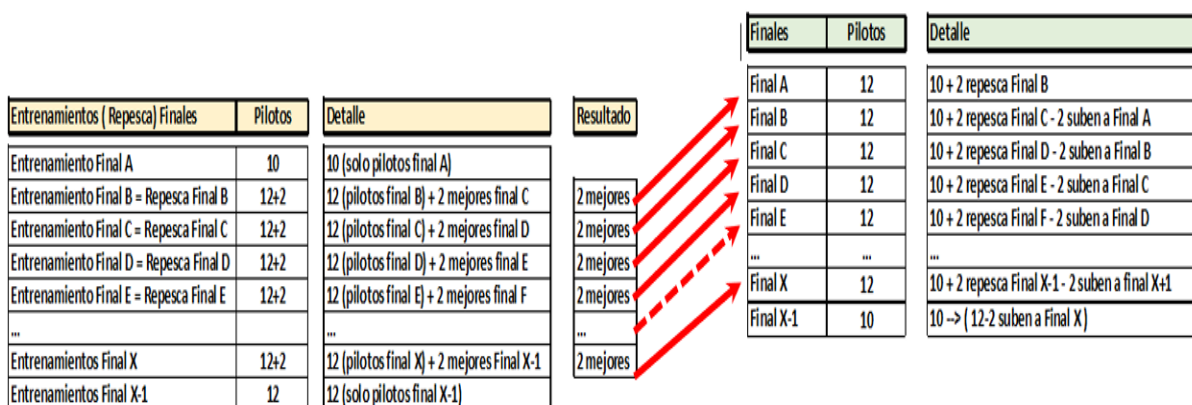 Entrenamientos ( Repesca) Finales Pilotos Detalle Resultado
Entrenamiento Final A 10 10 (solo pilotos final A)
Entrenamiento Final B = Repesca Final B 12+2 12 (pilotos final B) + 2 mejores final C 2 mejores
Entrenamiento Final C = Repesca Final C 12+2 12 (pilotos final C) + 2 mejores final D 2 mejores
Entrenamiento Final D = Repesca Final D 12+2 12 (pilotos final D) + 2 mejores final E 2 mejores
Entrenamiento Final E = Repesca Final E 12+2 12 (pilotos final E) + 2 mejores final F 2 mejores
... ... ...
Entrenamientos Final X 12+2 12 (pilotos final X) + 2 mejores Final X-1 2 mejores
Entrenamientos Final X-1 12 12 (solo pilotos final X-1)
Finales Pilotos Detalle
Final A 12 10 + 2 repesca Final B
Final B 12 10 + 2 repesca Final C - 2 suben a Final A
Final C 12 10 + 2 repesca Final D - 2 suben a Final B
Final D 12 10 + 2 repesca Final E - 2 suben a Final C
Final E 12 10 + 2 repesca Final F - 2 suben a Final D
... ... ...
Final X 12 10 + 2 repesca Final X-1 - 2 suben a final X+1
Final X-1 10 10 --> ( 12-2 suben a Final X )